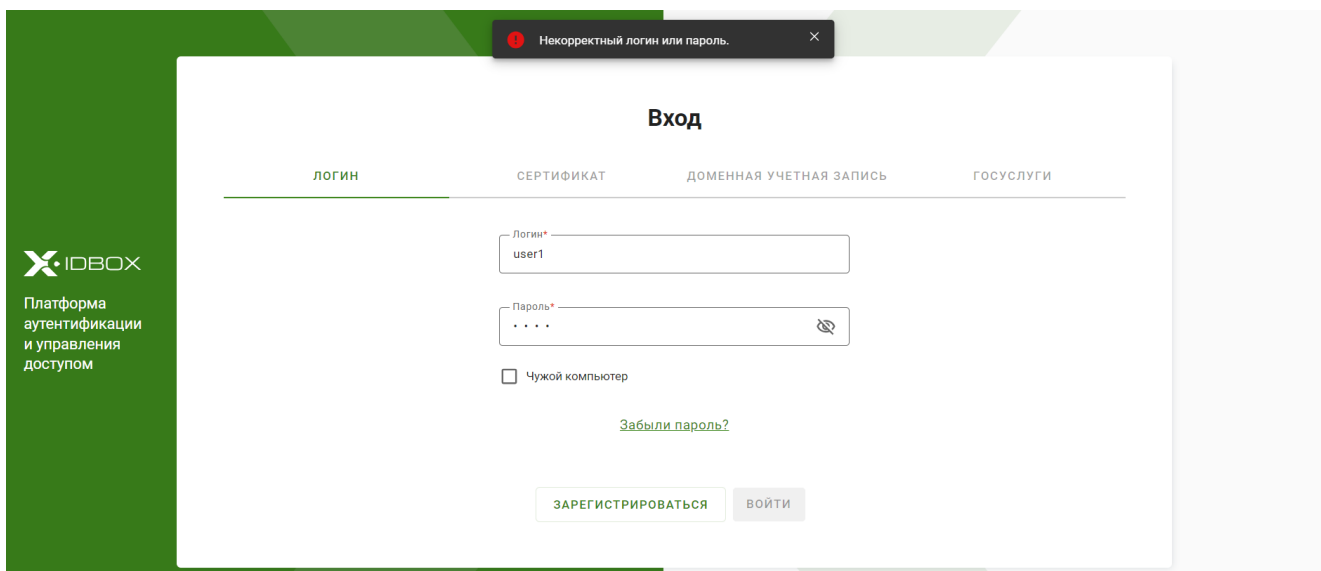 Некорректный логин или пароль.
Вход
ЛОГИН
СЕРТИФИКАТ
ДОМЕННАЯ УЧЕТНАЯ ЗАПИСЬ
ГОСУСЛУГИ
Логин*
user1
Пароль*
Чужой компьютер
Забыли пароль?
ЗАРЕГИСТРИРОВАТЬСЯ
ВОЙТИ
X·IDBOX
Платформа
аутентификации
и управления
доступом